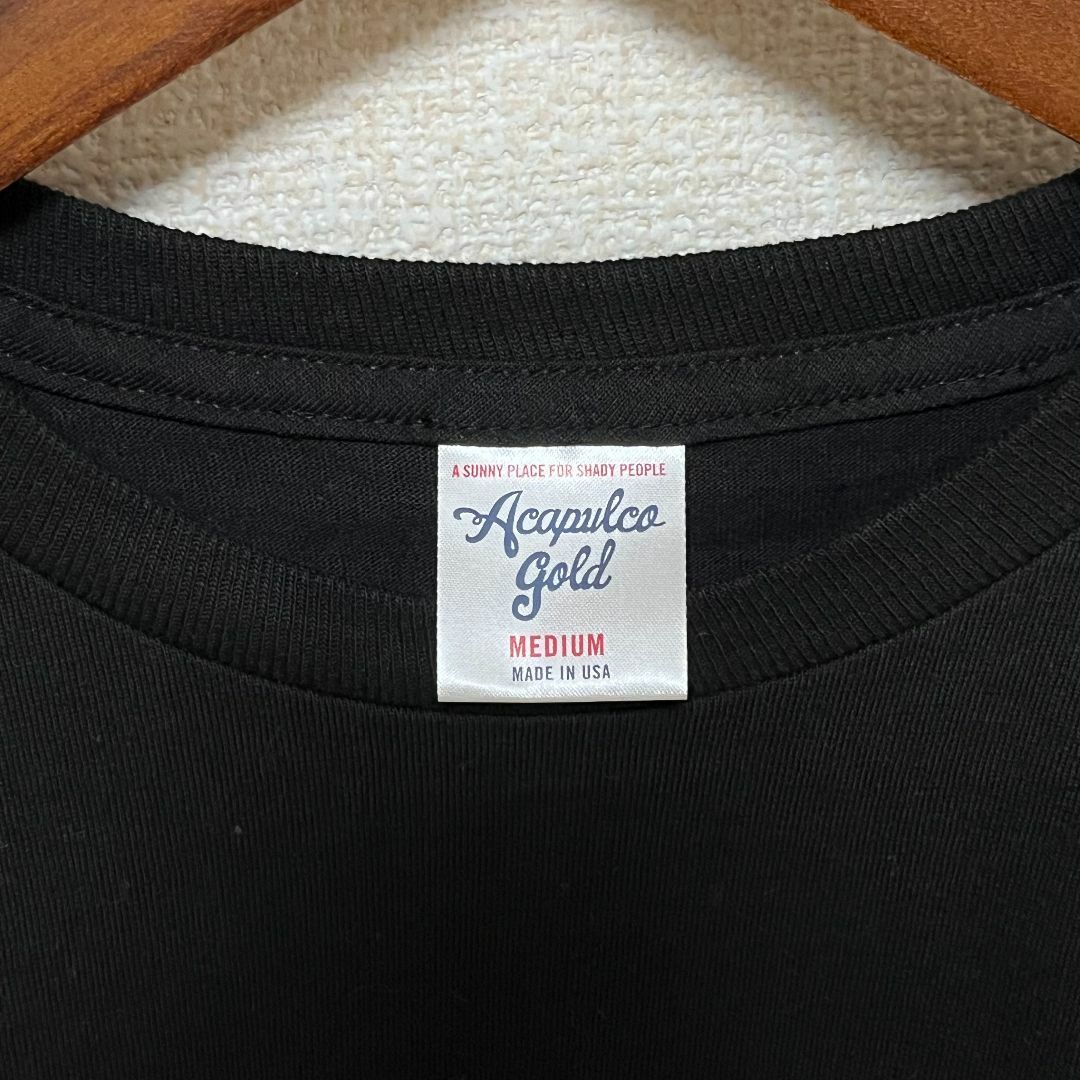 A SUNNY PLACE FOR SHADY PEOPLE
Acapulco
Gold
MEDIUM
MADE IN USA